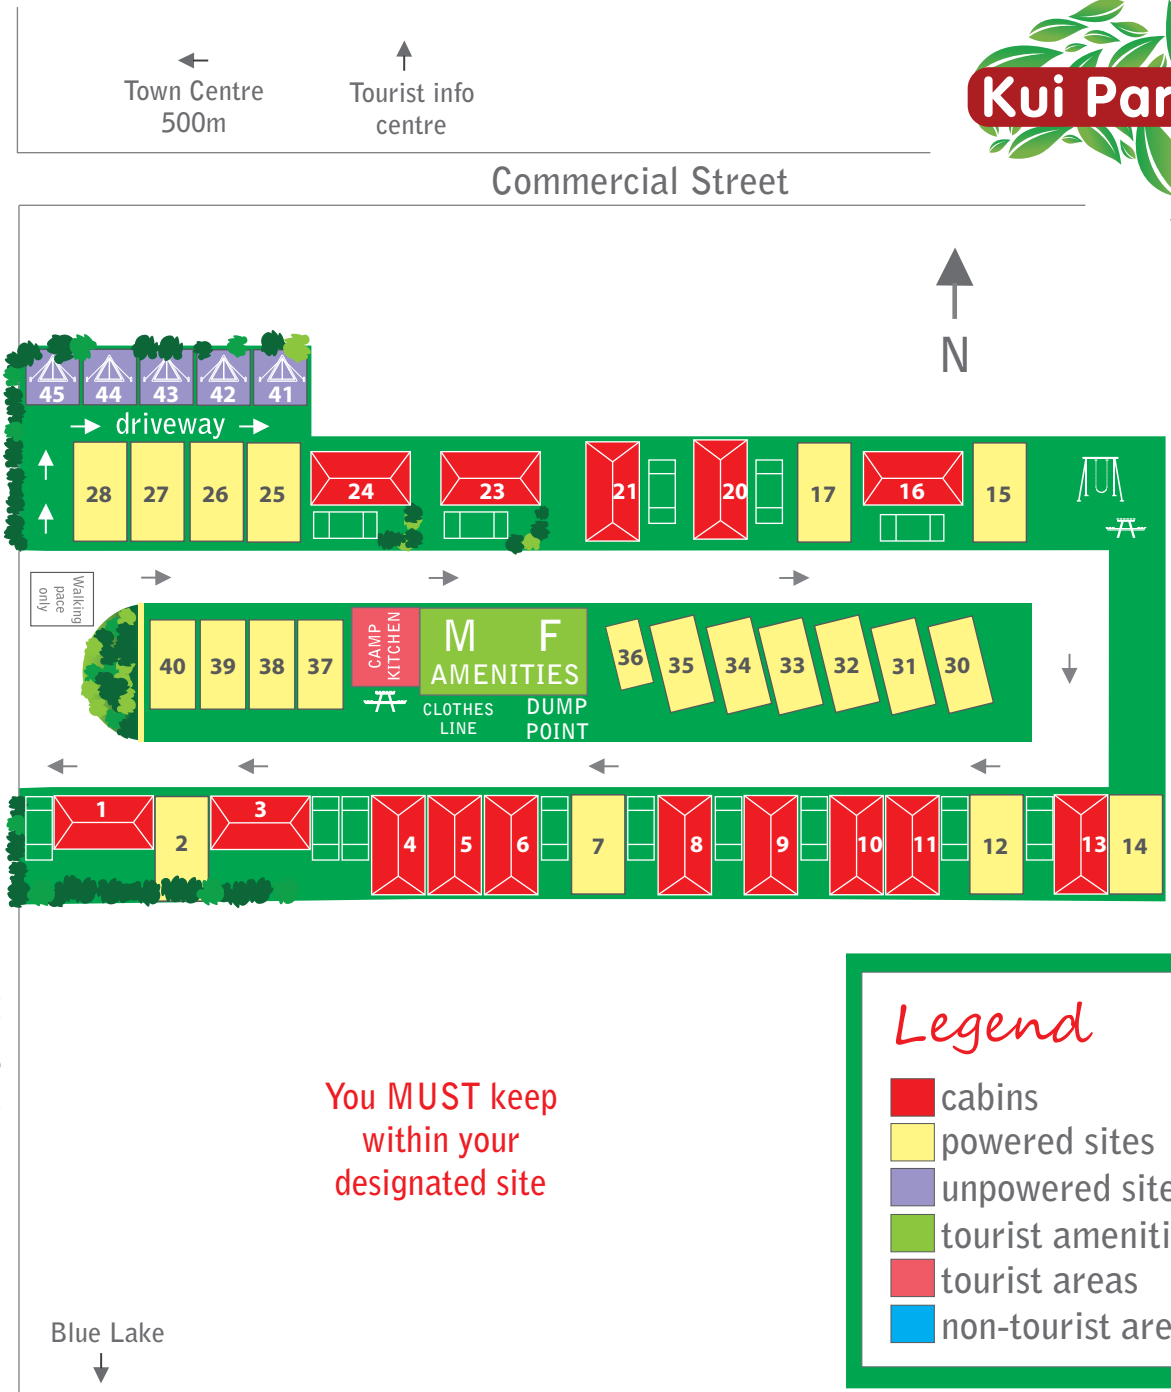 Town Centre
500m
Tourist info
centre
Kui Par
Commercial Street
N
45 44 43 42 41
driveway
28 27 26 25 24 23 21 20 17 16 15
Walking
pace
only
40 39 38 37
CAMP
KITCHEN
M F
AMENITIES
CLOTHES
LINE
DUMP
POINT
36 35 34 33 32 31 30
1 2 3 4 5 6 7 8 9 10 11 12 13 14
You MUST keep
within your
designated site
Legend
cabins
powered sites
unpowered site
tourist ameniti
tourist areas
non-tourist are
Blue Lake